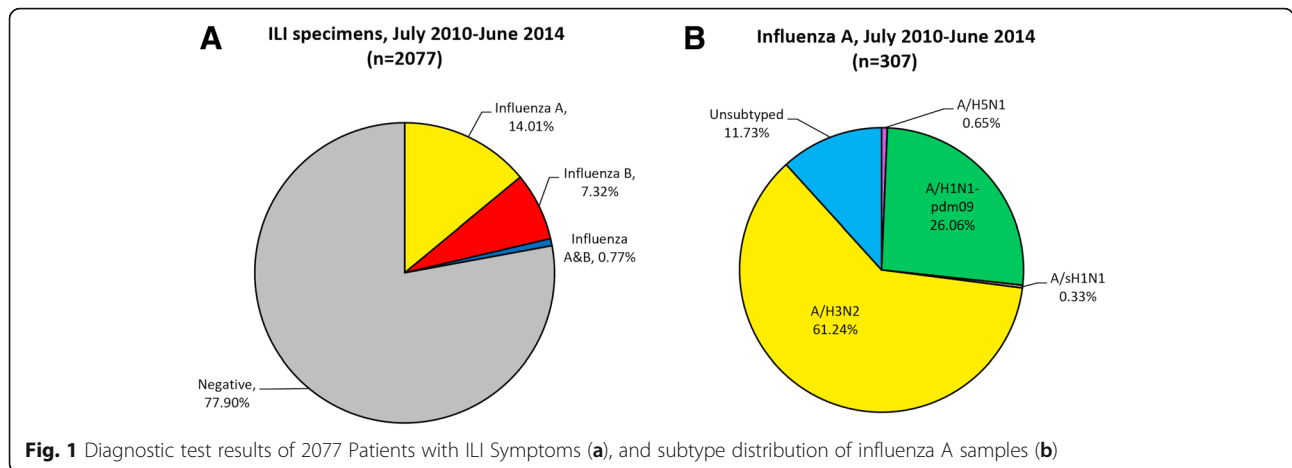 A
ILI specimens, July 2010-June 2014
(n=2077)
Influenza A,
14.01%
Influenza B,
7.32%
Influenza
A&B, 0.77%
Negative,
77.90%
B
Influenza A, July 2010-June 2014
(n=307)
A/H5N1
0.65%
Unsubtyped
11.73%
A/H1N1-
pdm09
26.06%
A/sH1N1
0.33%
A/H3N2
61.24%
Fig. 1 Diagnostic test results of 2077 Patients with ILI Symptoms (a), and subtype distribution of influenza A samples (b)